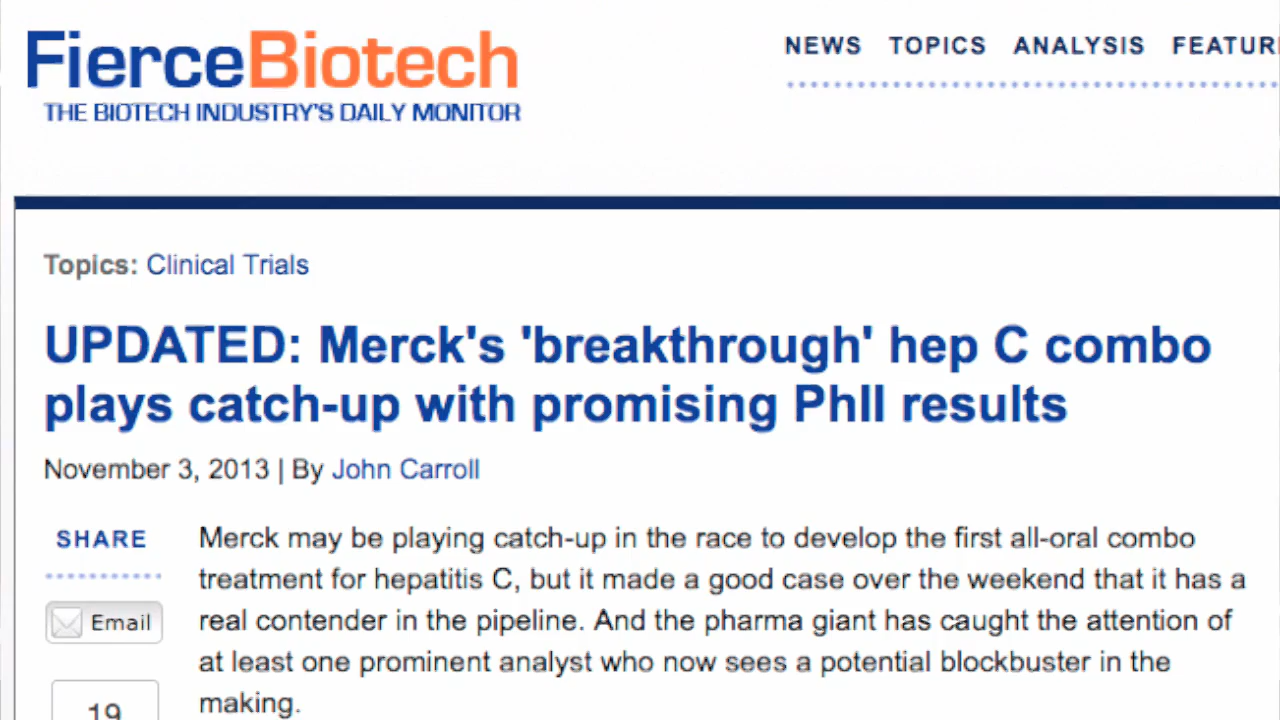 FierceBiotech
THE BIOTECH INDUSTRY'S DAILY MONITOR
NEWS TOPICS ANALYSIS FEATUR
Topics: Clinical Trials
UPDATED: Merck's 'breakthrough' hep C combo
plays catch-up with promising PhII results
November 3, 2013 | By John Carroll
SHARE
Email
19
Merck may be playing catch-up in the race to develop the first all-oral combo
treatment for hepatitis C, but it made a good case over the weekend that it has a
real contender in the pipeline. And the pharma giant has caught the attention of
at least one prominent analyst who now sees a potential blockbuster in the
making.